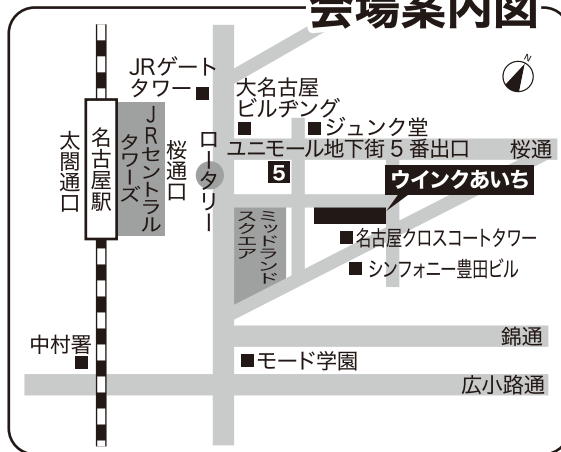 会場案内図
N
JRゲート
タワー
大名古屋
ビルヂング
ジュンク堂
ユニモール地下街5番出口
桜通
5
ウインクあいち
太閤通口
名古屋駅
JRセントラル
タワーズ
桜通口
ロータリー
ミッドランド
スクエア
名古屋クロスコートタワー
シンフォニー豊田ビル
錦通
中村署
モード学園
広小路通